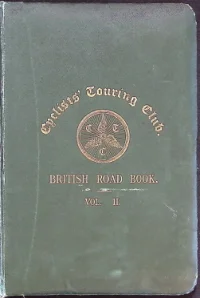 Cyclists' Touring Club.
C T
C
BRITISH ROAD BOOK.
VOL. II.